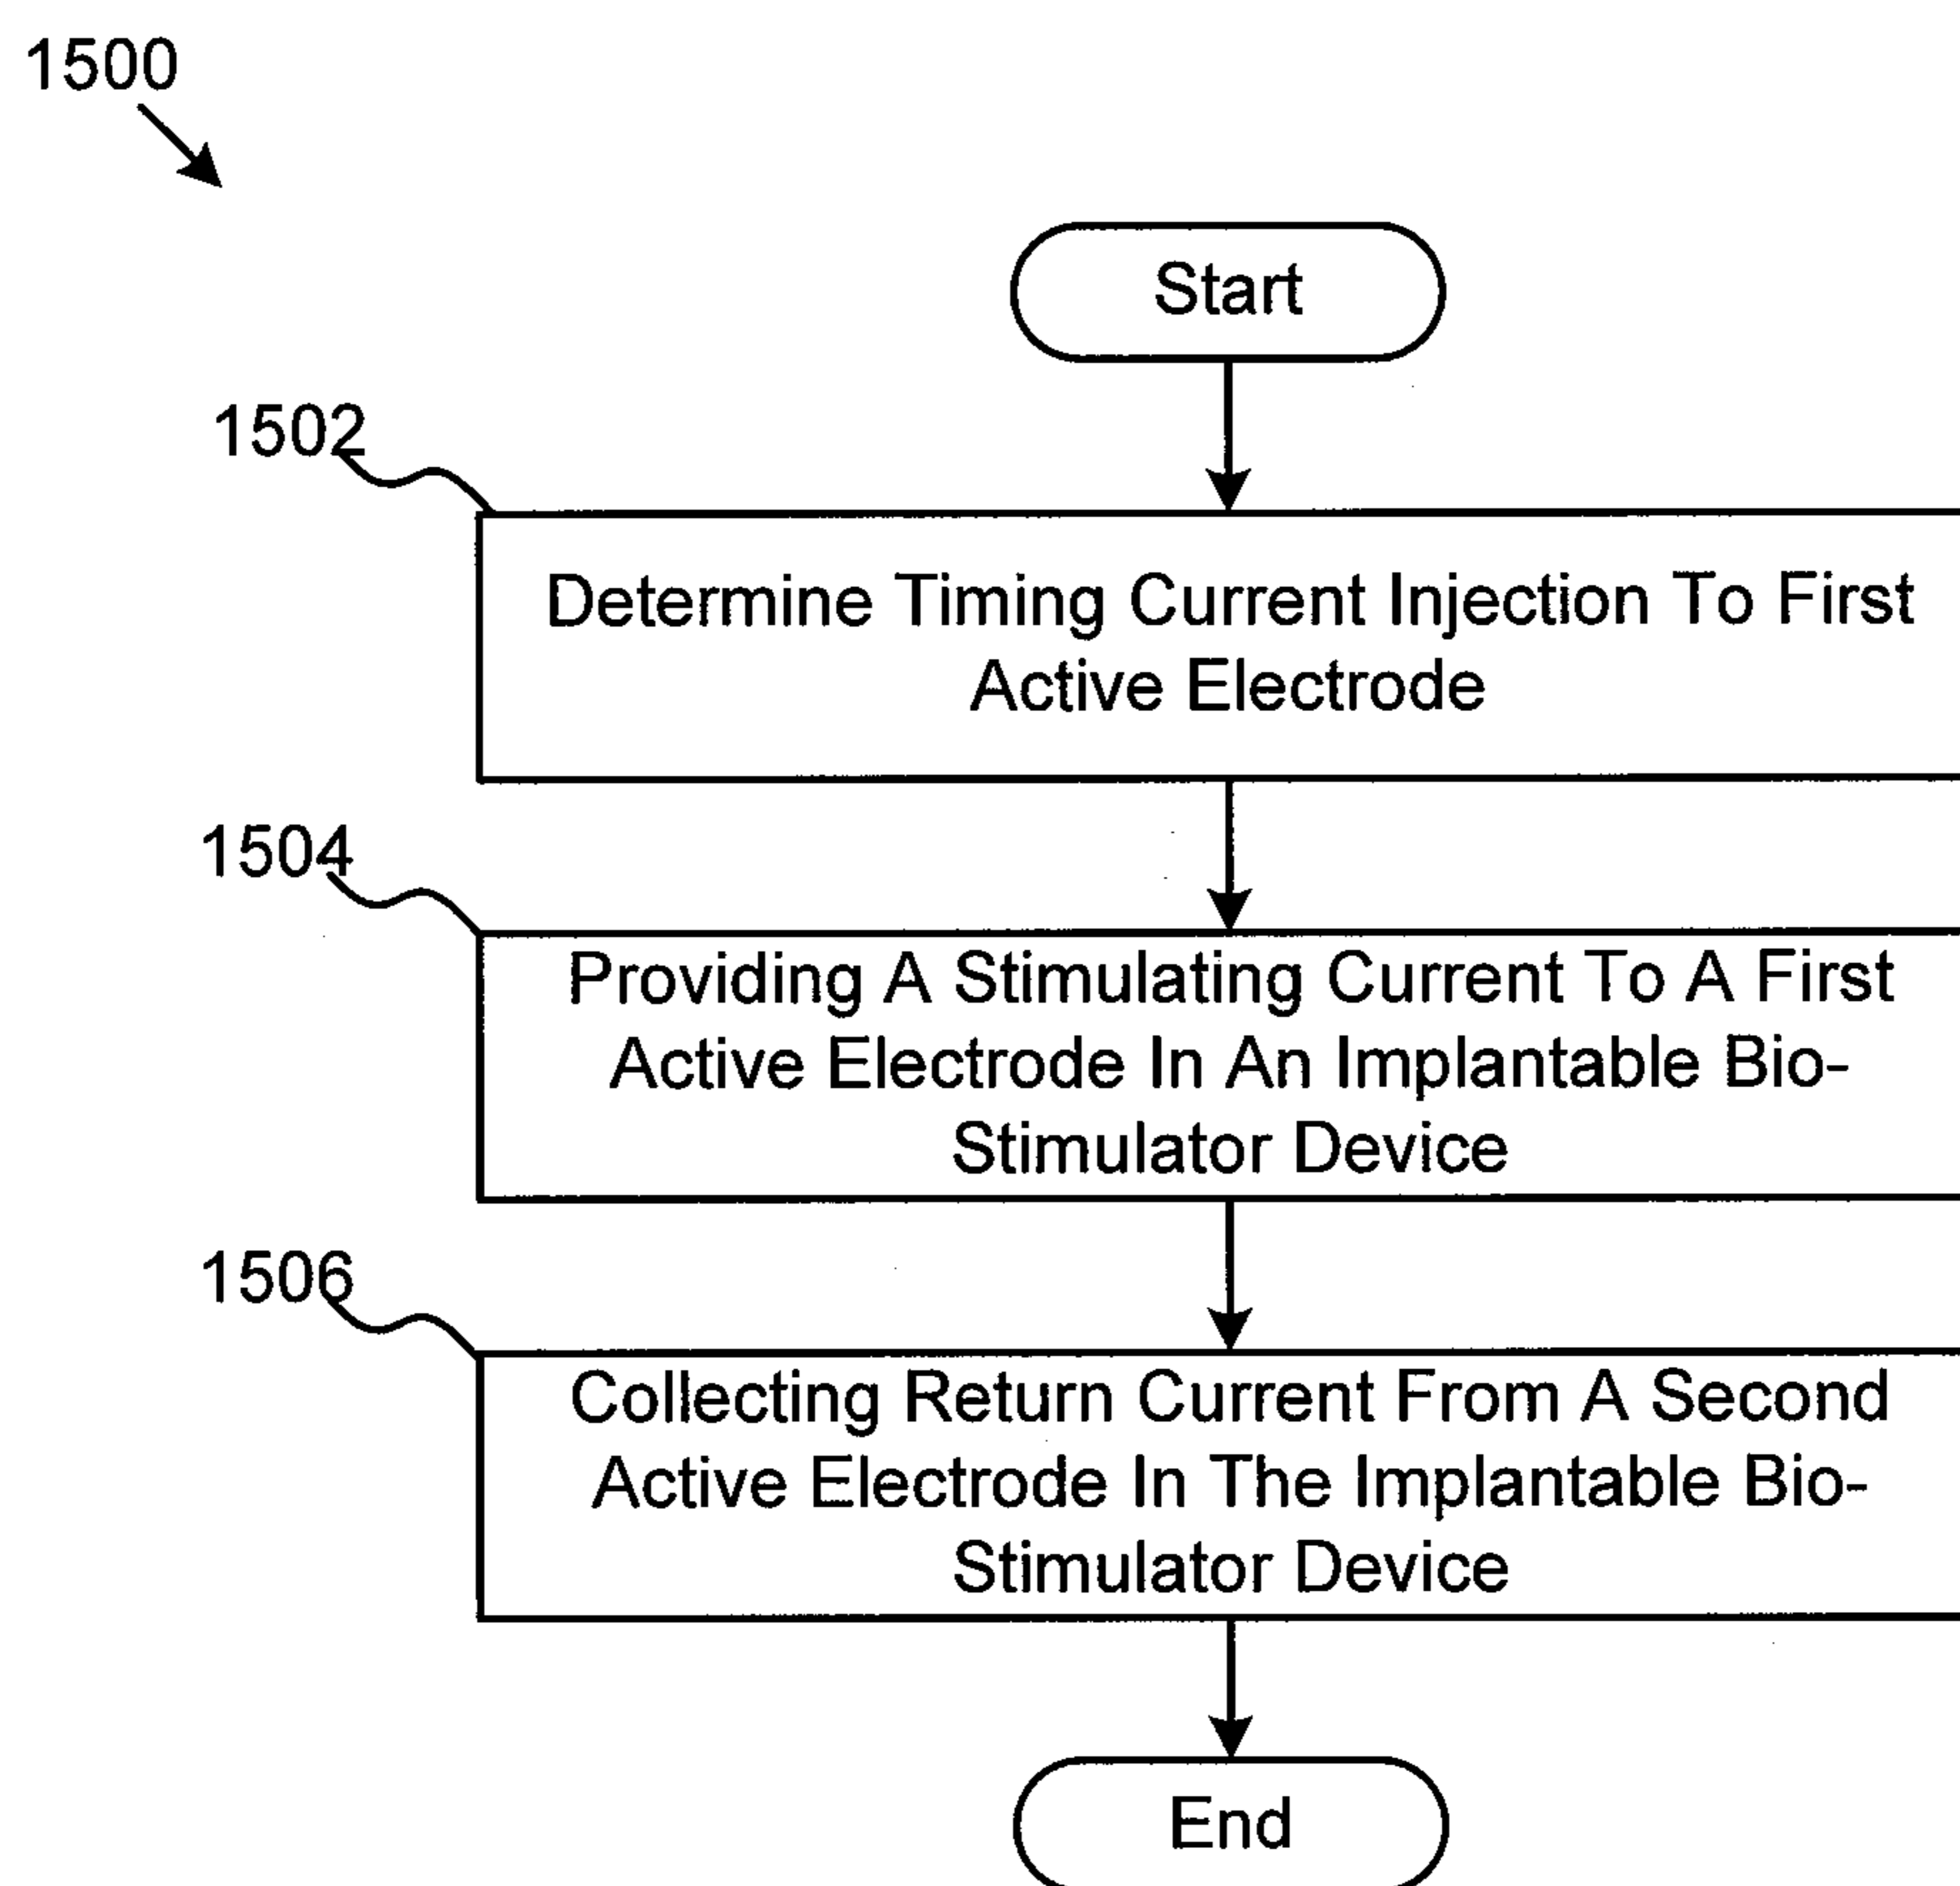 1500
Start
1502
Determine Timing Current Injection To First
Active Electrode
1504
Providing A Stimulating Current To A First
Active Electrode In An Implantable Bio-
Stimulator Device
1506
Collecting Return Current From A Second
Active Electrode In The Implantable Bio-
Stimulator Device
End